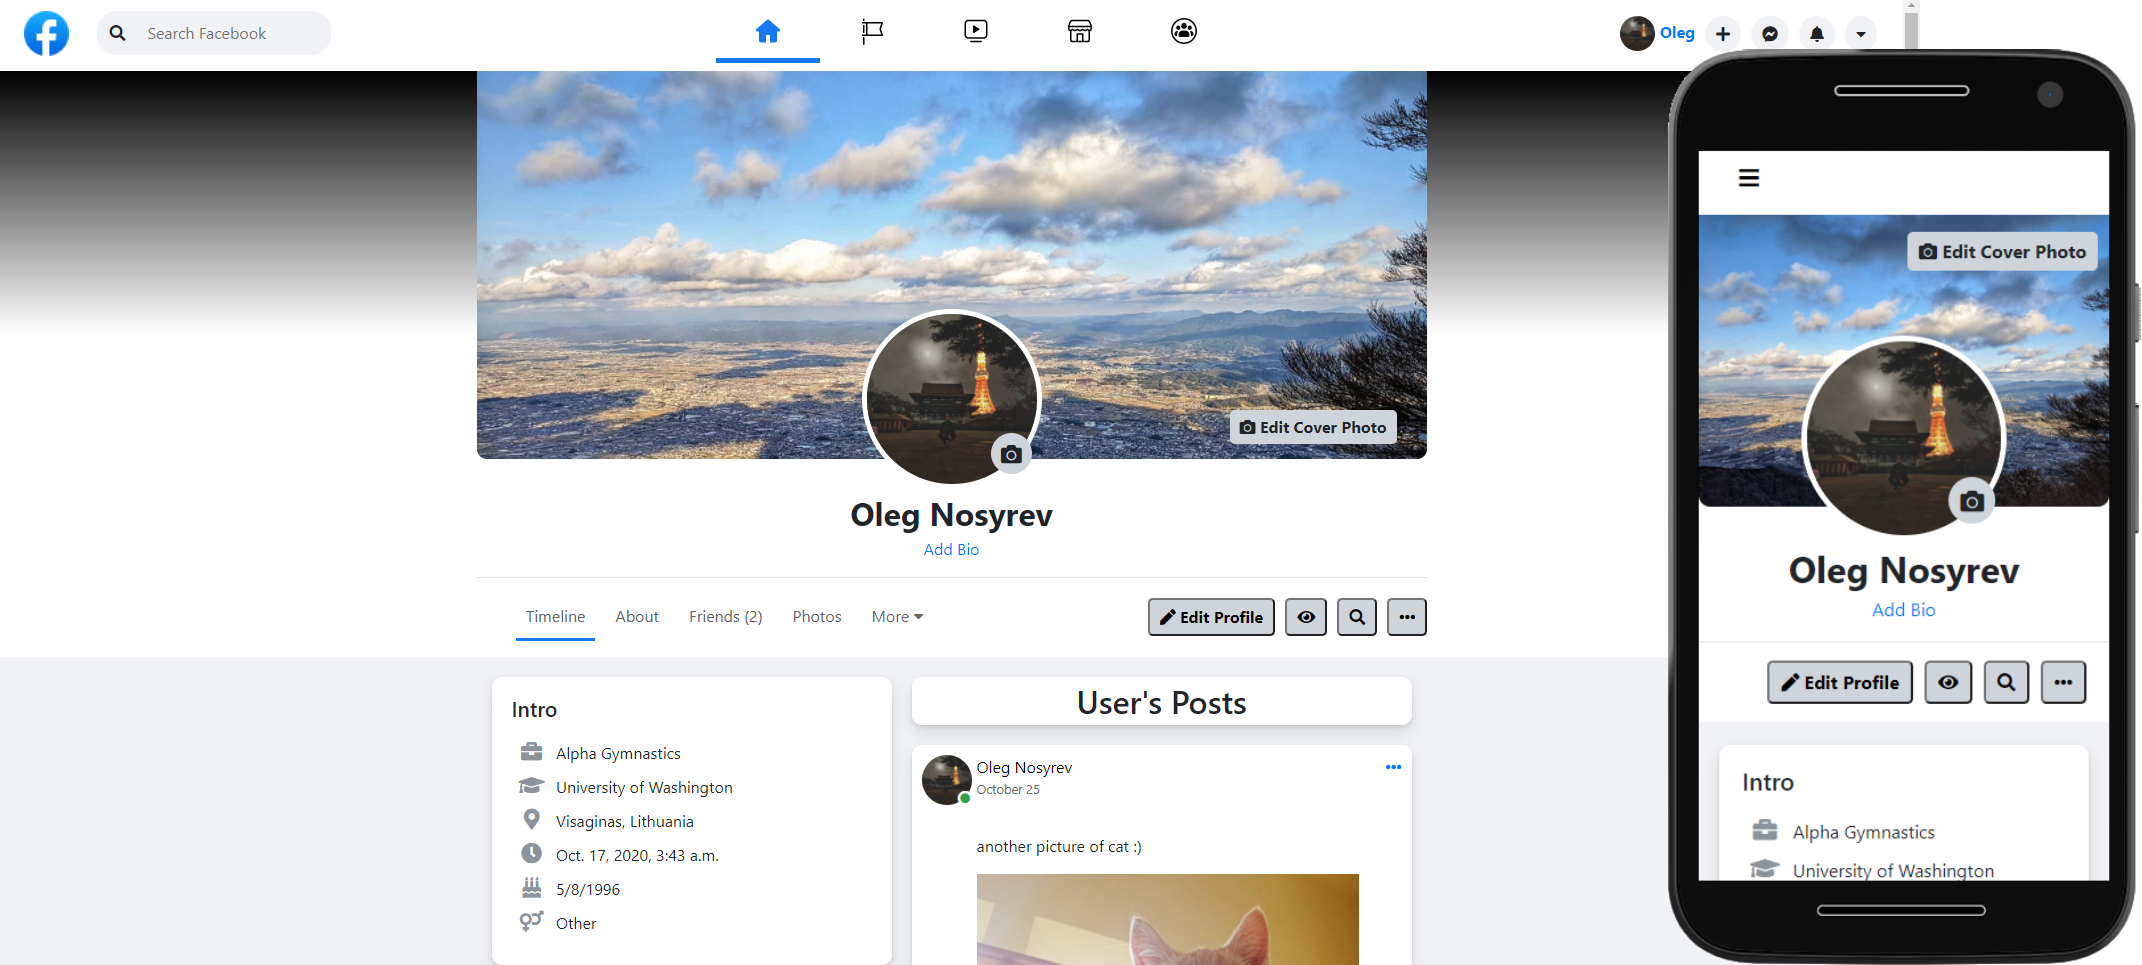 Search Facebook
Oleg
Edit Cover Photo
Oleg Nosyrev
Add Bio
Timeline
About
Friends (2)
Photos
More
Edit Profile
Intro
Alpha Gymnastics
University of Washington
Visaginas, Lithuania
Oct. 17, 2020, 3:43 a.m.
5/8/1996
Other
User's Posts
Oleg Nosyrev
October 25
another picture of cat :)
Edit Cover Photo
Oleg Nosyrev
Add Bio
Edit Profile
Intro
Alpha Gymnastics
University of Washington